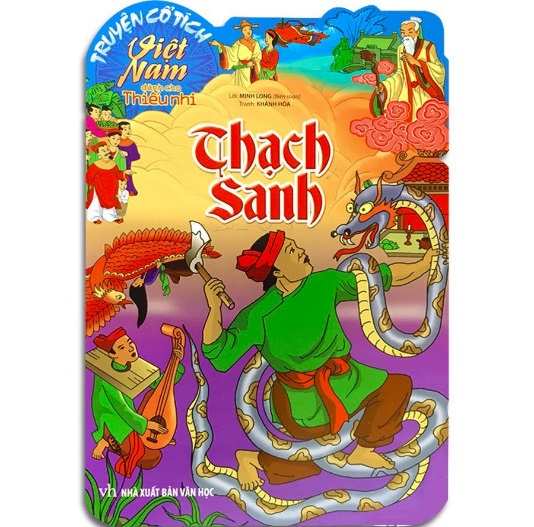 TRUYỆN CỔ TÍCH
Việt
Nam
dành cho
Thiếu nhi
Lời: MINH LONG (Biên soạn)
Tranh: KHÁNH HÒA
Thạch
Sanh
vh NHÀ XUẤT BẢN VĂN HỌC